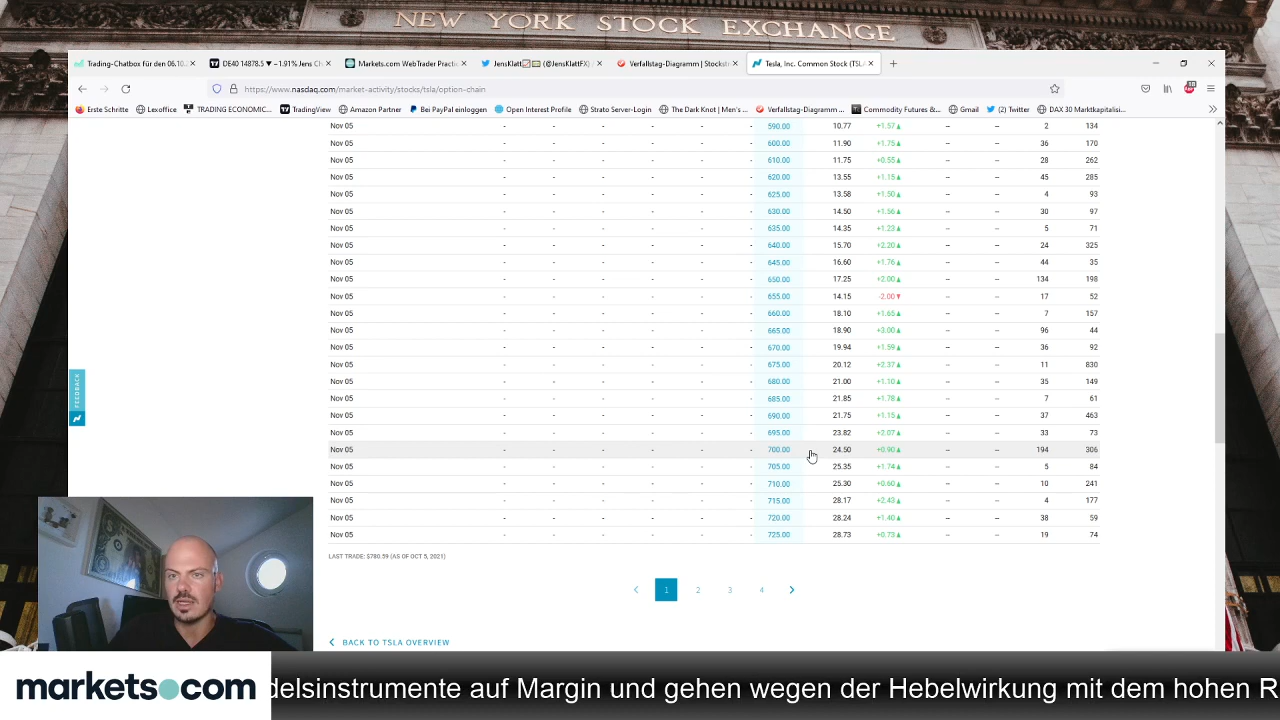 NEW YORK STOCK EXCHANGE
Trading-Chatbox für den 06.10.
DE40 14878.5 ▼ −1.91% Jens Ch
Markets.com WebTrader Practic
JensKlatt (@JensKlattFX) /
Verfallstag-Diagramm | Stockstr
Tesla, Inc. Common Stock (TSLA
https://www.nasdaq.com/market-activity/stocks/tsla/option-chain
Erste Schritte Lexoffice TRADING ECONOMIC... TradingView Amazon Partner Bei PayPal einloggen Open Interest Profile Strato Server-Login The Dark Knot | Men's ... Verfallstag-Diagramm ... Commodity Futures &... Gmail (2) Twitter DAX 30 Marktkapitalisi...
Nov 05 - - - - - - 590.00 10.77 +1.57▲ -- -- 2 134
Nov 05 - - - - - - 600.00 11.90 +1.75▲ -- -- 36 170
Nov 05 - - - - - - 610.00 11.75 +0.55▲ -- -- 28 262
Nov 05 - - - - - - 620.00 13.55 +1.15▲ -- -- 45 285
Nov 05 - - - - - - 625.00 13.58 +1.50▲ -- -- 4 93
Nov 05 - - - - - - 630.00 14.50 +1.56▲ -- -- 30 97
Nov 05 - - - - - - 635.00 14.35 +1.23▲ -- -- 5 71
Nov 05 - - - - - - 640.00 15.70 +2.20▲ -- -- 24 325
Nov 05 - - - - - - 645.00 16.60 +1.76▲ -- -- 44 35
Nov 05 - - - - - - 650.00 17.25 +2.00▲ -- -- 134 198
Nov 05 - - - - - - 655.00 14.15 -2.00▼ -- -- 17 52
Nov 05 - - - - - - 660.00 18.10 +1.65▲ -- -- 7 157
Nov 05 - - - - - - 665.00 18.90 +3.00▲ -- -- 96 44
Nov 05 - - - - - - 670.00 19.94 +1.59▲ -- -- 36 92
Nov 05 - - - - - - 675.00 20.12 +2.37▲ -- -- 11 830
Nov 05 - - - - - - 680.00 21.00 +1.10▲ -- -- 35 149
Nov 05 - - - - - - 685.00 21.85 +1.78▲ -- -- 7 61
Nov 05 - - - - - - 690.00 21.75 +1.15▲ -- -- 37 463
Nov 05 - - - - - - 695.00 23.82 +2.07▲ -- -- 33 73
Nov 05 - - - - - - 700.00 24.50 +0.90▲ -- -- 194 306
Nov 05 - - - - - - 705.00 25.35 +1.74▲ -- -- 5 84
Nov 05 - - - - - - 710.00 25.30 +0.60▲ -- -- 10 241
Nov 05 - - - - - - 715.00 28.17 +2.43▲ -- -- 4 177
Nov 05 - - - - - - 720.00 28.24 +1.40▲ -- -- 38 59
Nov 05 - - - - - - 725.00 28.73 +0.73▲ -- -- 19 74
FEEDBACK
LAST TRADE: $780.59 (AS OF OCT 5, 2021)
1 2 3 4
BACK TO TSLA OVERVIEW
markets.com
delsinstrumente auf Margin und gehen wegen der Hebelwirkung mit dem hohen R